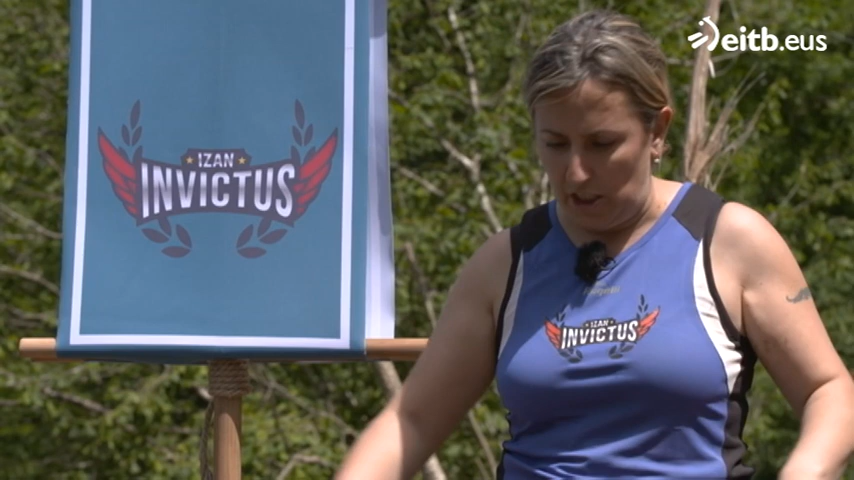 eitb.eus
IZAN
INVICTUS
IZAN
INVICTUS